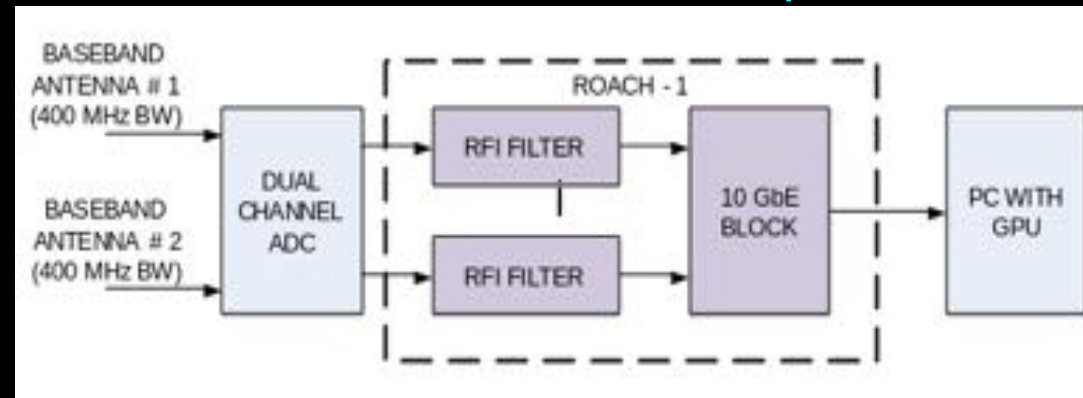 BASEBAND
ANTENNA # 1
(400 MHz BW)
BASEBAND
ANTENNA # 2
(400 MHz BW)
DUAL
CHANNEL
ADC
ROACH - 1
RFI FILTER
RFI FILTER
10 GbE
BLOCK
PC WITH
GPU